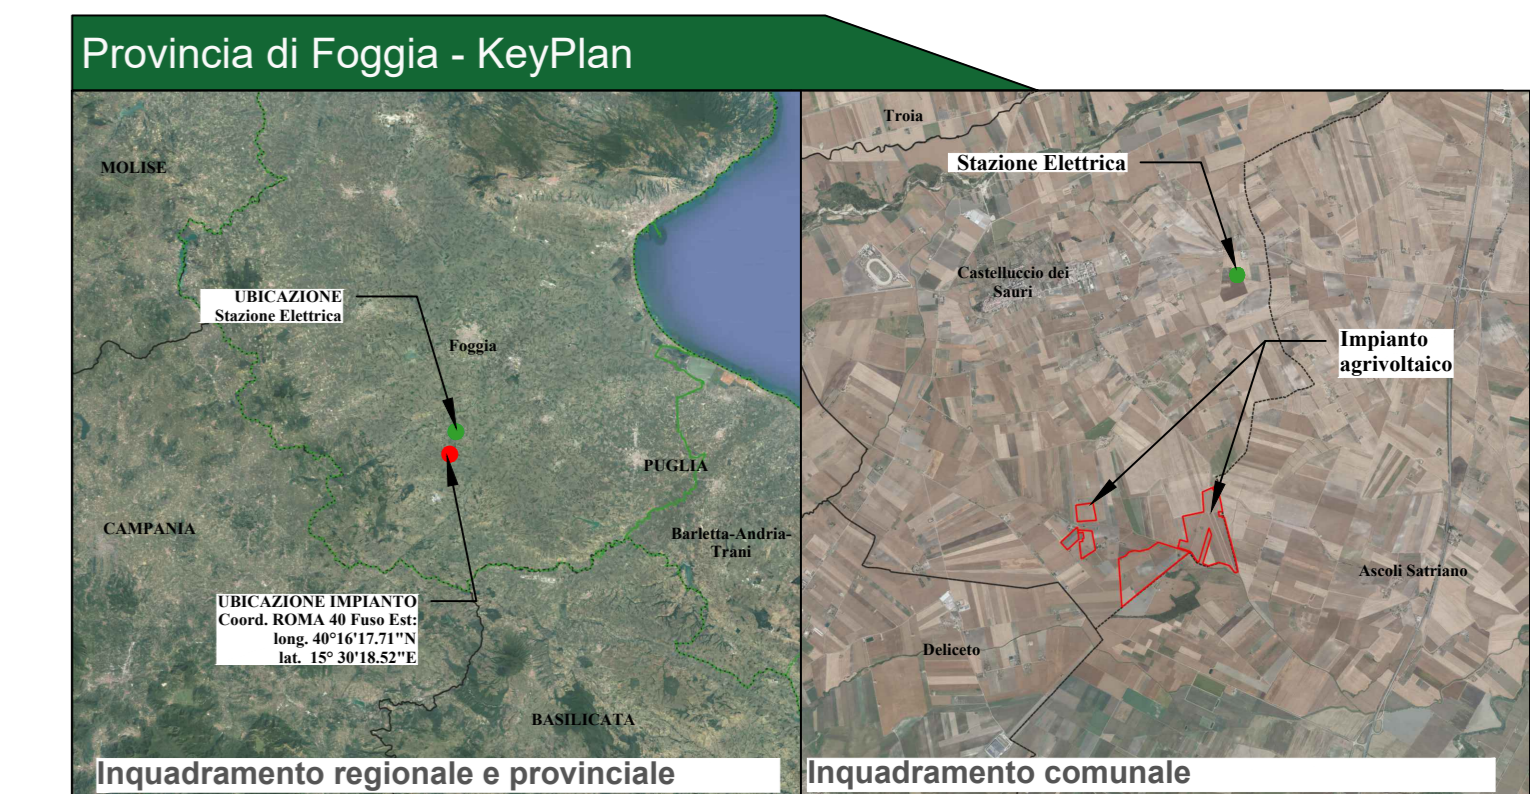 Provincia di Foggia - KeyPlan
MOLISE
UBICAZIONE
Stazione Elettrica
Foggia
PUGLIA
CAMPANIA
Barletta-Andria-
Trani
UBICAZIONE IMPIANTO
Coord. ROMA 40 Fuso Est:
long. 40°16'17.71"N
lat. 15° 30'18.52"E
BASILICATA
Inquadramento regionale e provinciale
Troia
Stazione Elettrica
Castelluccio dei
Sauri
Impianto
agrivoltaico
Ascoli Satriano
Deliceto
Inquadramento comunale